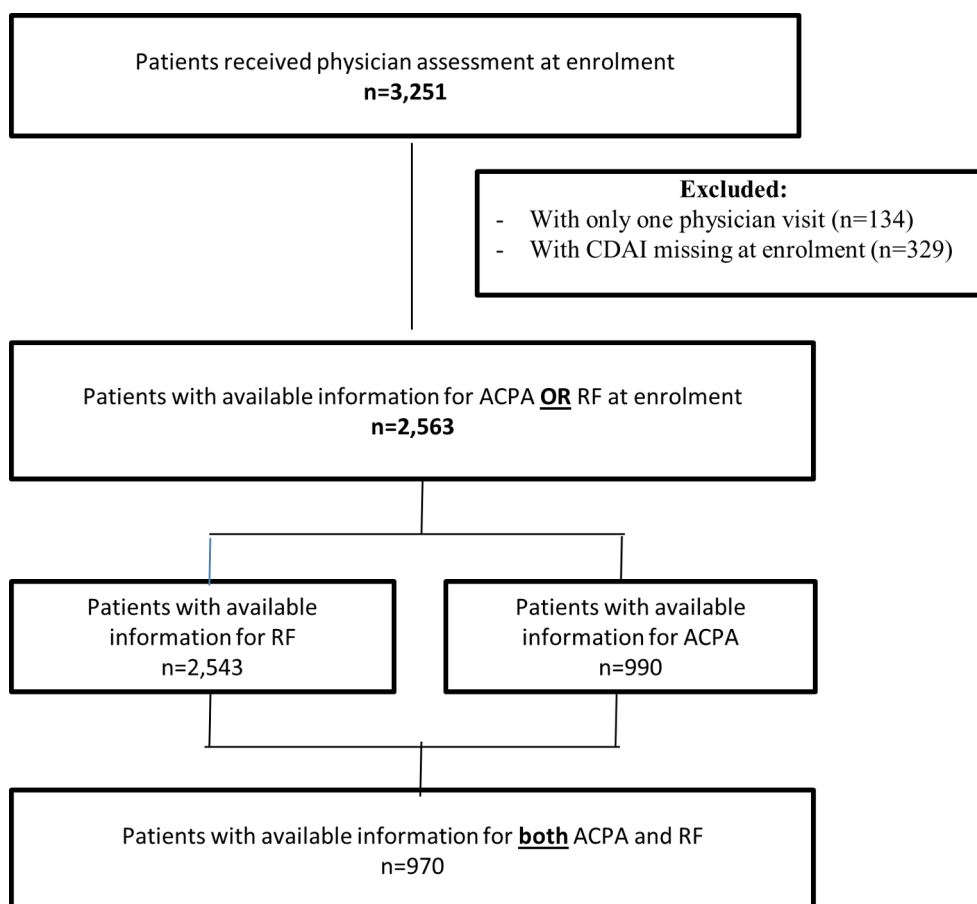 Patients received physician assessment at enrolment
n=3,251
Excluded:
- With only one physician visit (n=134)
- With CDAI missing at enrolment (n=329)
Patients with available information for ACPA OR RF at enrolment
n=2,563
Patients with available
information for RF
n=2,543
Patients with available
information for ACPA
n=990
Patients with available information for both ACPA and RF
n=970